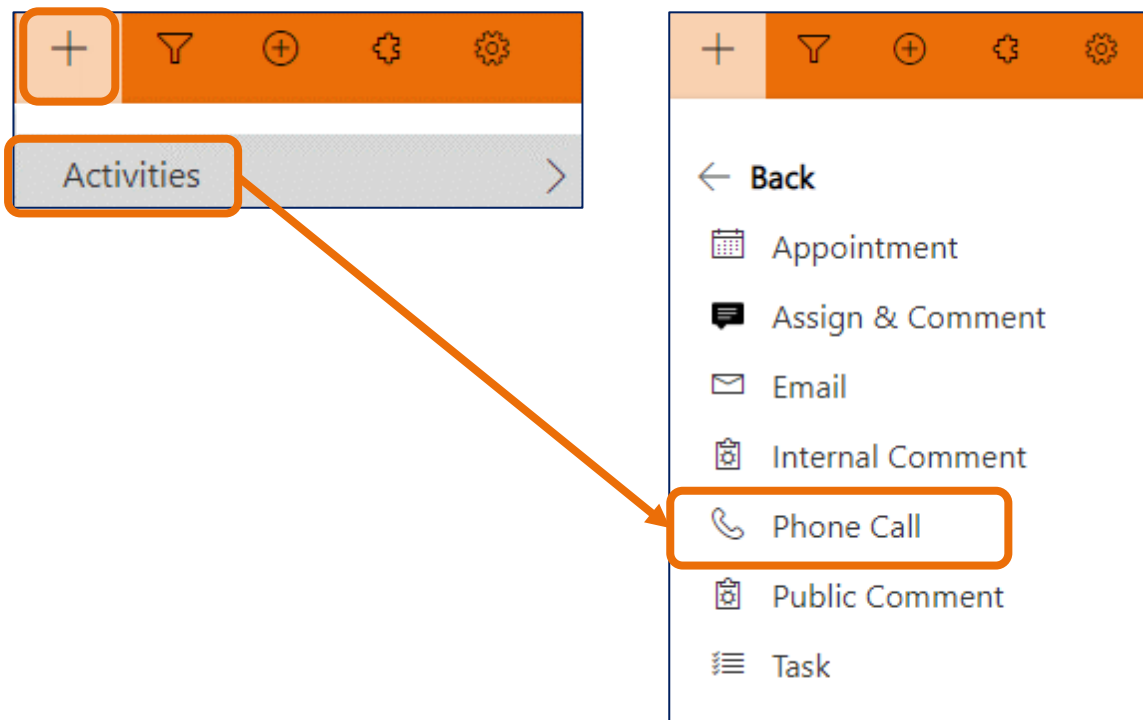 Activities
Back
Appointment
Assign & Comment
Email
Internal Comment
Phone Call
Public Comment
Task